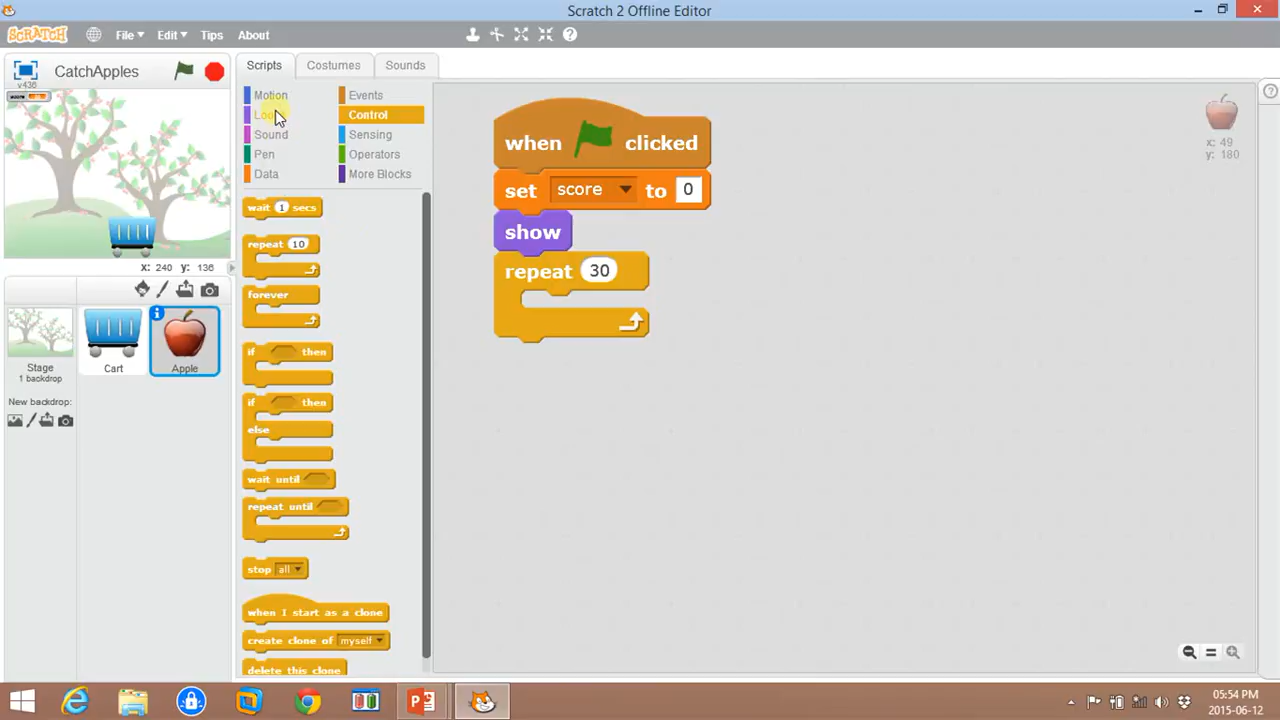 Scratch 2 Offline Editor
SCRATCH File Edit Tips About
CatchApples
v436
Scripts Costumes Sounds
Motion Events
Looks Control
Sound Sensing
Pen Operators
Data More Blocks
wait 1 secs
repeat 10
forever
if then
if then
else
wait until
repeat until
stop all
when I start as a clone
create clone of myself
delete this clone
when clicked
set score to 0
show
repeat 30
x: 49
y: 180
x: 240 y: 136
Stage
1 backdrop
New backdrop:
Cart
Apple
05:54 PM
2015-06-12